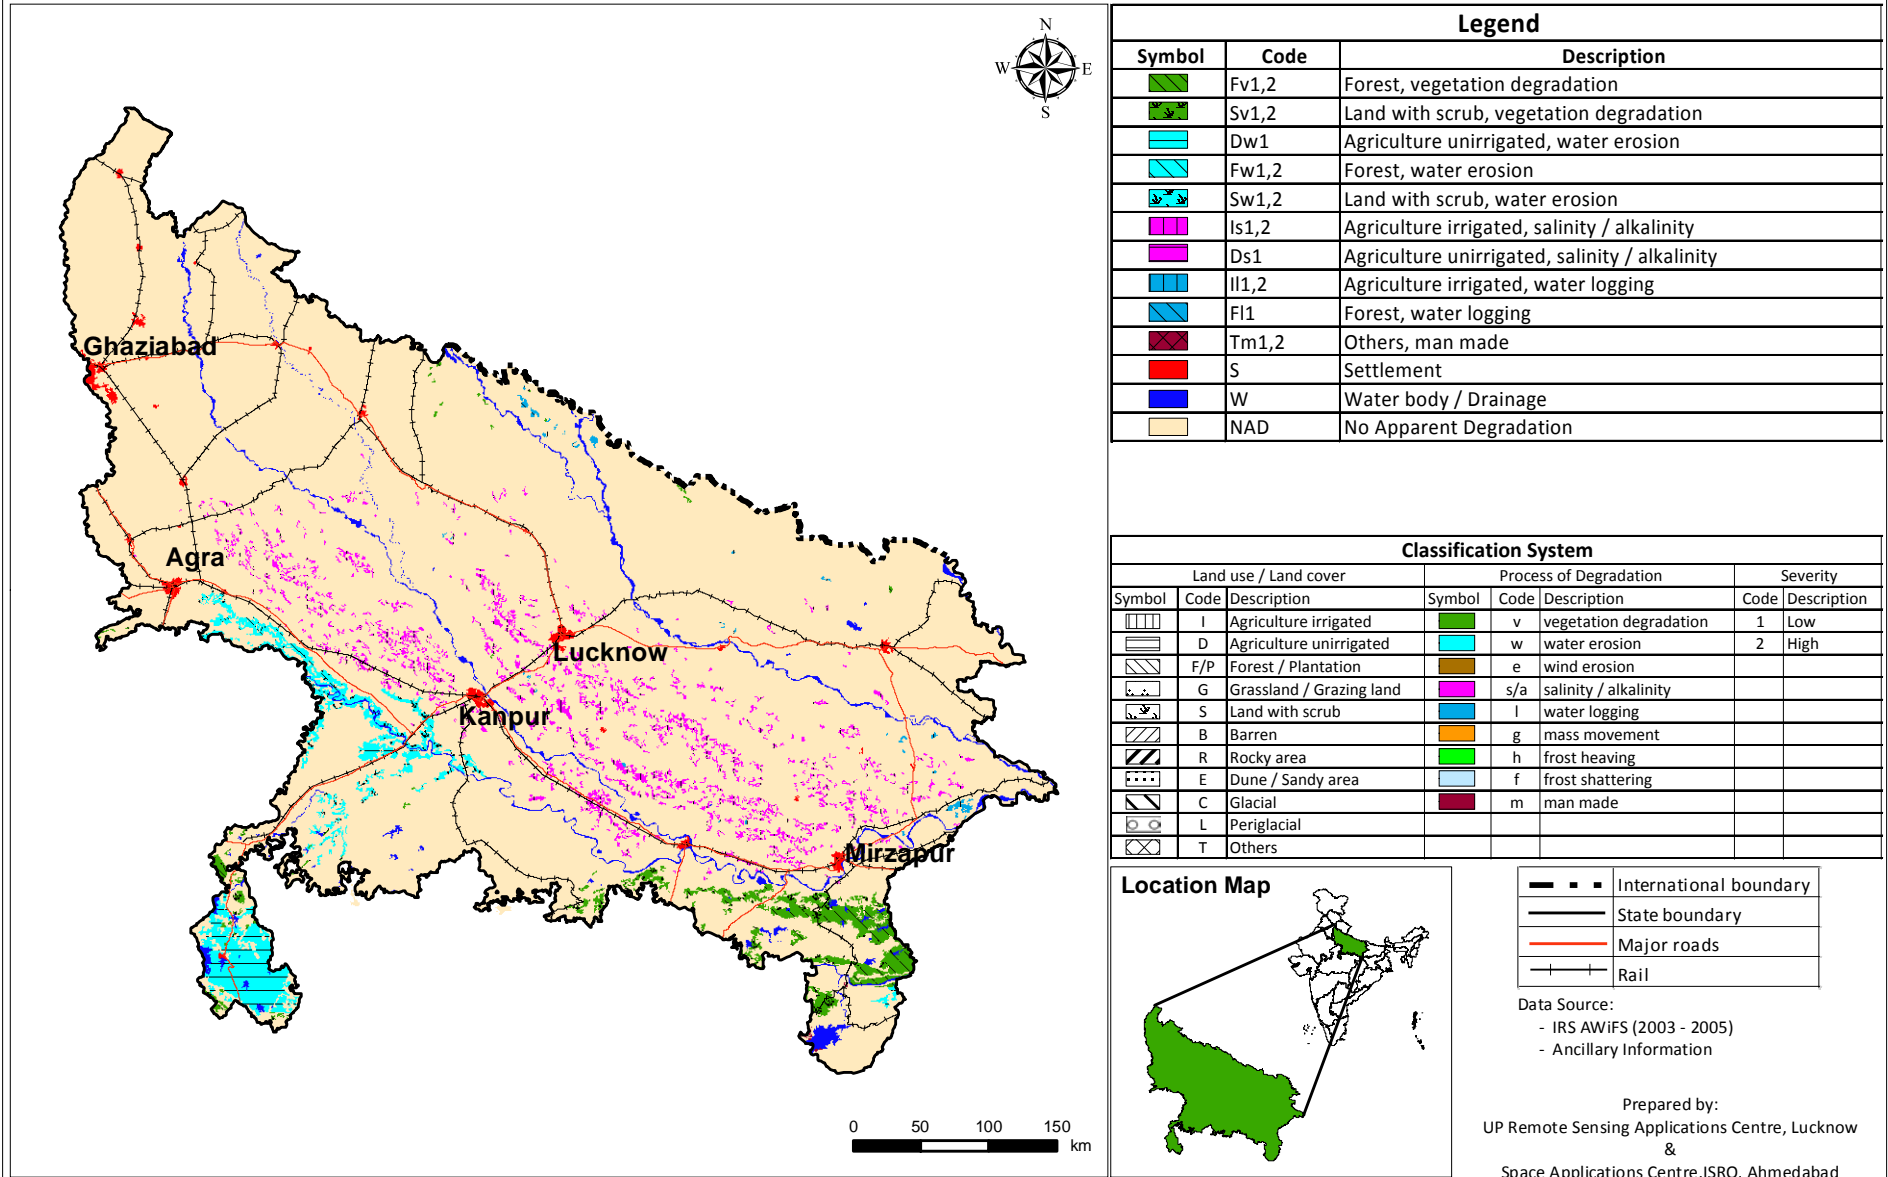 N
W E
S
Ghaziabad
Agra
Lucknow
Kanpur
Mirzapur
0 50 100 150
km
Legend
Symbol Code Description
Fv1,2 Forest, vegetation degradation
Sv1,2 Land with scrub, vegetation degradation
Dw1 Agriculture unirrigated, water erosion
Fw1,2 Forest, water erosion
Sw1,2 Land with scrub, water erosion
Is1,2 Agriculture irrigated, salinity / alkalinity
Ds1 Agriculture unirrigated, salinity / alkalinity
Il1,2 Agriculture irrigated, water logging
Fl1 Forest, water logging
Tm1,2 Others, man made
S Settlement
W Water body / Drainage
NAD No Apparent Degradation
Classification System
Land use / Land cover Process of Degradation Severity
Symbol Code Description Symbol Code Description Code Description
I Agriculture irrigated v vegetation degradation 1 Low
D Agriculture unirrigated w water erosion 2 High
F/P Forest / Plantation e wind erosion
G Grassland / Grazing land s/a salinity / alkalinity
S Land with scrub l water logging
B Barren g mass movement
R Rocky area h frost heaving
E Dune / Sandy area f frost shattering
C Glacial m man made
L Periglacial
T Others
Location Map
International boundary
State boundary
Major roads
Rail
Data Source:
- IRS AWiFS (2003 - 2005)
- Ancillary Information
Prepared by:
UP Remote Sensing Applications Centre, Lucknow
&
Space Applications Centre,ISRO, Ahmedabad